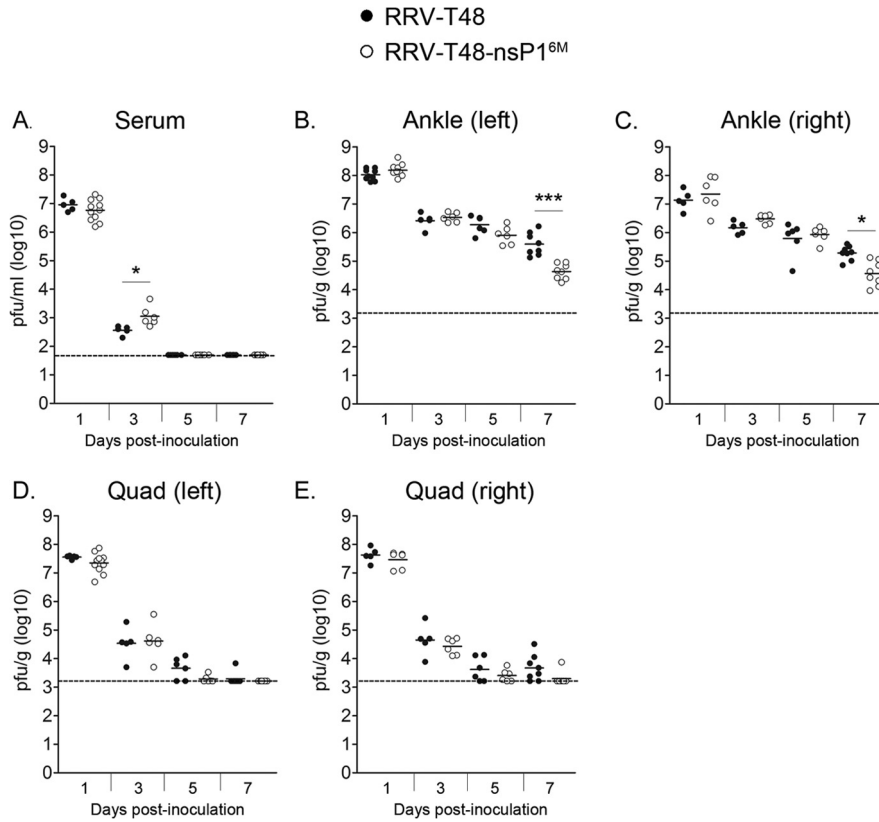 ● RRV-T48
○ RRV-T48-nsP1⁶ᴹ
A. Serum
pfu/ml (log10)
9
8
7
6
5
4
3
2
1
0
*
1 3 5 7
Days post-inoculation
B. Ankle (left)
pfu/g (log10)
9
8
7
6
5
4
3
2
1
0
***
1 3 5 7
Days post-inoculation
C. Ankle (right)
pfu/g (log10)
9
8
7
6
5
4
3
2
1
0
*
1 3 5 7
Days post-inoculation
D. Quad (left)
pfu/g (log10)
9
8
7
6
5
4
3
2
1
0
1 3 5 7
Days post-inoculation
E. Quad (right)
pfu/g (log10)
9
8
7
6
5
4
3
2
1
0
1 3 5 7
Days post-inoculation